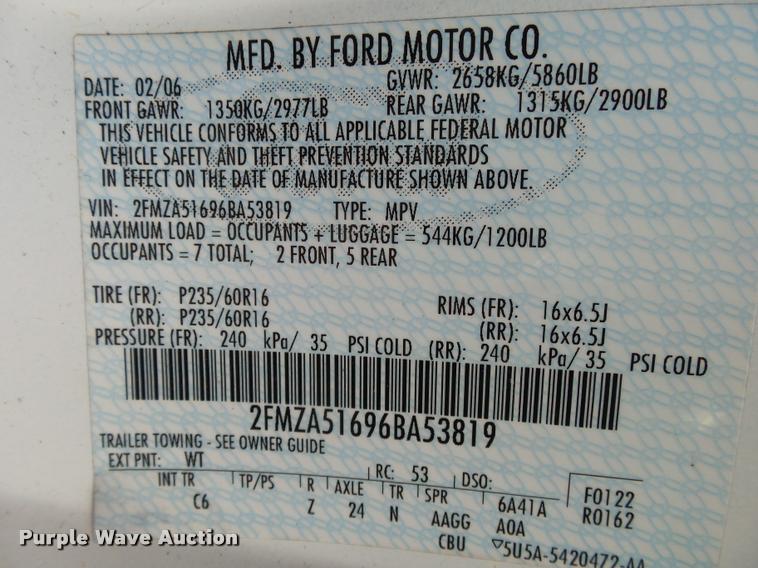 MFD. BY FORD MOTOR CO.
DATE: 02/06 GVWR: 2658KG/5860LB
FRONT GAWR: 1350KG/2977LB REAR GAWR: 1315KG/2900LB
THIS VEHICLE CONFORMS TO ALL APPLICABLE FEDERAL MOTOR
VEHICLE SAFETY AND THEFT PREVENTION STANDARDS
IN EFFECT ON THE DATE OF MANUFACTURE SHOWN ABOVE.
VIN: 2FMZA51696BA53819 TYPE: MPV
MAXIMUM LOAD = OCCUPANTS + LUGGAGE = 544KG/1200LB
OCCUPANTS = 7 TOTAL; 2 FRONT, 5 REAR
TIRE (FR): P235/60R16 RIMS (FR): 16x6.5J
(RR): P235/60R16 (RR): 16x6.5J
PRESSURE (FR): 240 kPa/ 35 PSI COLD (RR): 240 kPa/ 35 PSI COLD
2FMZA51696BA53819
TRAILER TOWING - SEE OWNER GUIDE
EXT PNT: WT RC: 53 DSO: F0122
INT TR TP/PS R AXLE TR SPR 6A41A R0162
C6 Z 24 N AAGG A0A
CBU ▽5U5A-5420472-AA
Purple Wave Auction